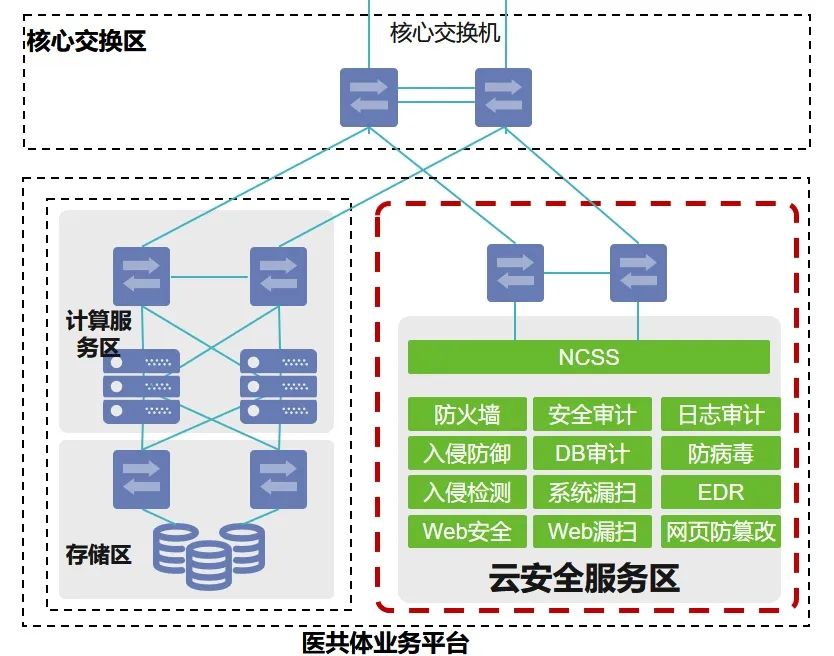 核心交换区
核心交换机
计算服
务区
存储区
NCSS
防火墙
安全审计
日志审计
入侵防御
DB审计
防病毒
入侵检测
系统漏扫
EDR
Web安全
Web漏扫
网页防篡改
云安全服务区
医共体业务平台